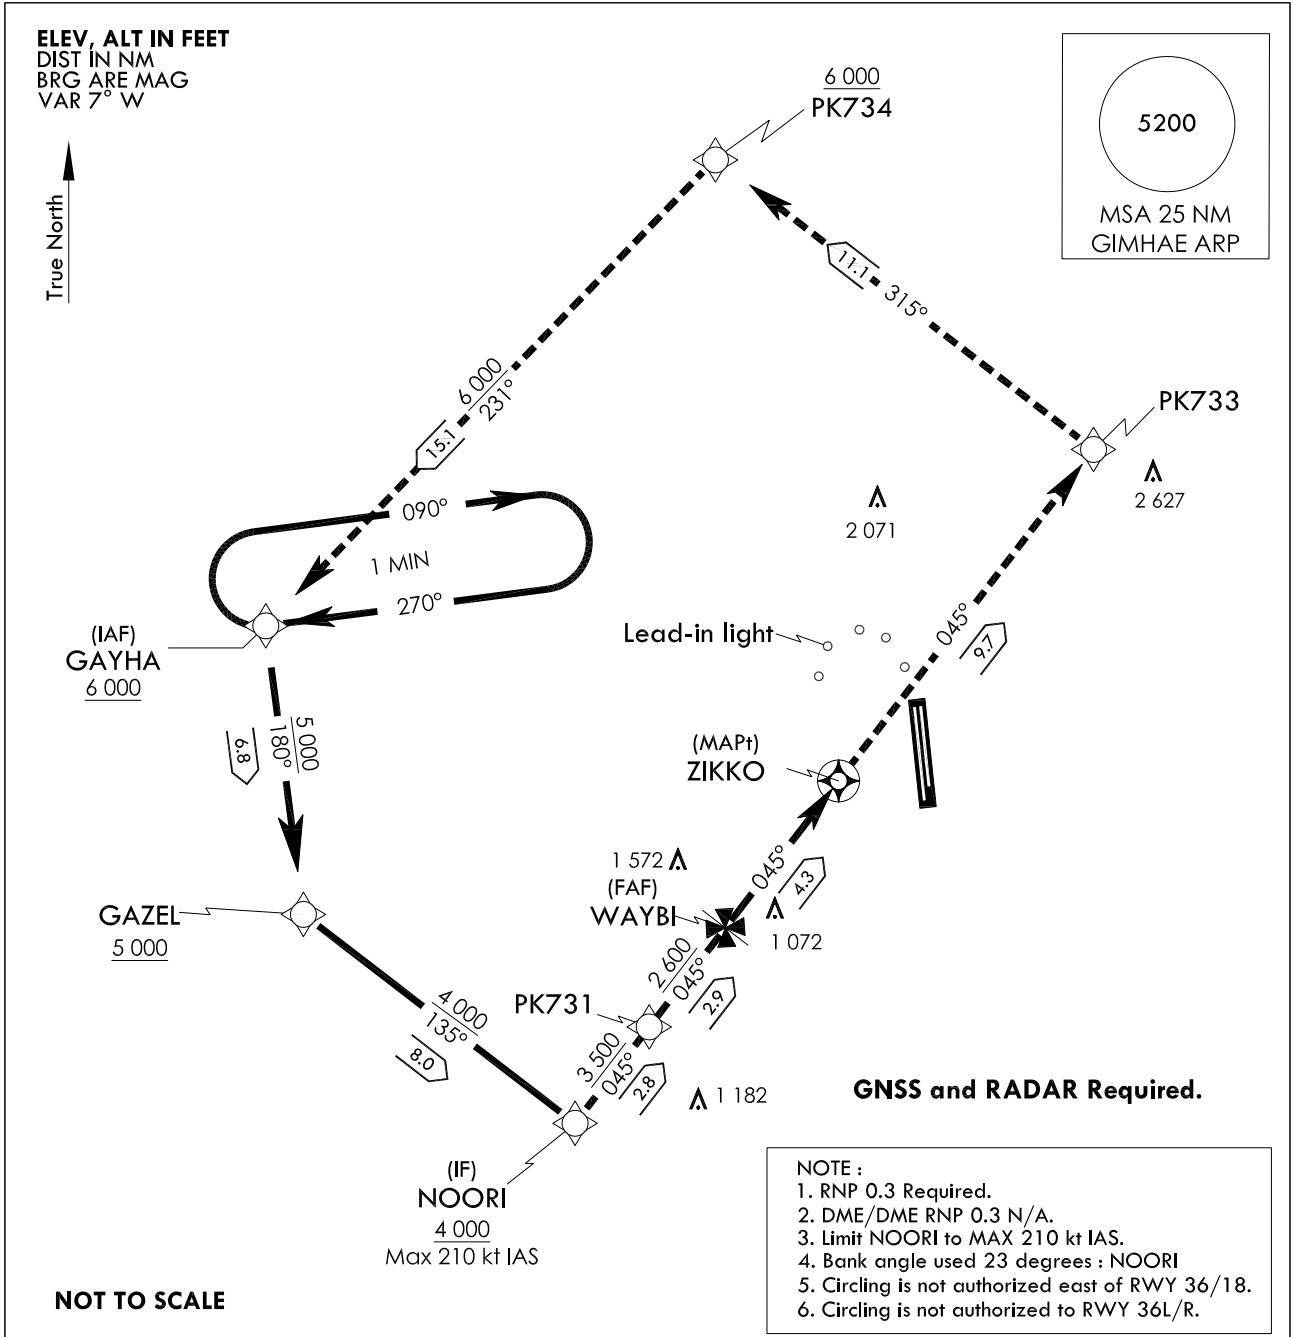 ELEV, ALT IN FEET
DIST IN NM
BRG ARE MAG
VAR 7° W
True North
6 000
PK734
5200
MSA 25 NM
GIMHAE ARP
11.1
315°
PK733
2 627
2 071
6 000
231°
15.1
090°
1 MIN
270°
(IAF)
GAYHA
6 000
Lead-in light
045°
9.7
5 000
180°
6.8
(MAPt)
ZIKKO
1 572
045°
4.3
(FAF)
WAYBI
1 072
GAZEL
5 000
2 600
045°
2.9
4 000
135°
8.0
PK731
3 500
045°
2.8
1 182
GNSS and RADAR Required.
(IF)
NOORI
4 000
Max 210 kt IAS
NOTE :
1. RNP 0.3 Required.
2. DME/DME RNP 0.3 N/A.
3. Limit NOORI to MAX 210 kt IAS.
4. Bank angle used 23 degrees : NOORI
5. Circling is not authorized east of RWY 36/18.
6. Circling is not authorized to RWY 36L/R.
NOT TO SCALE